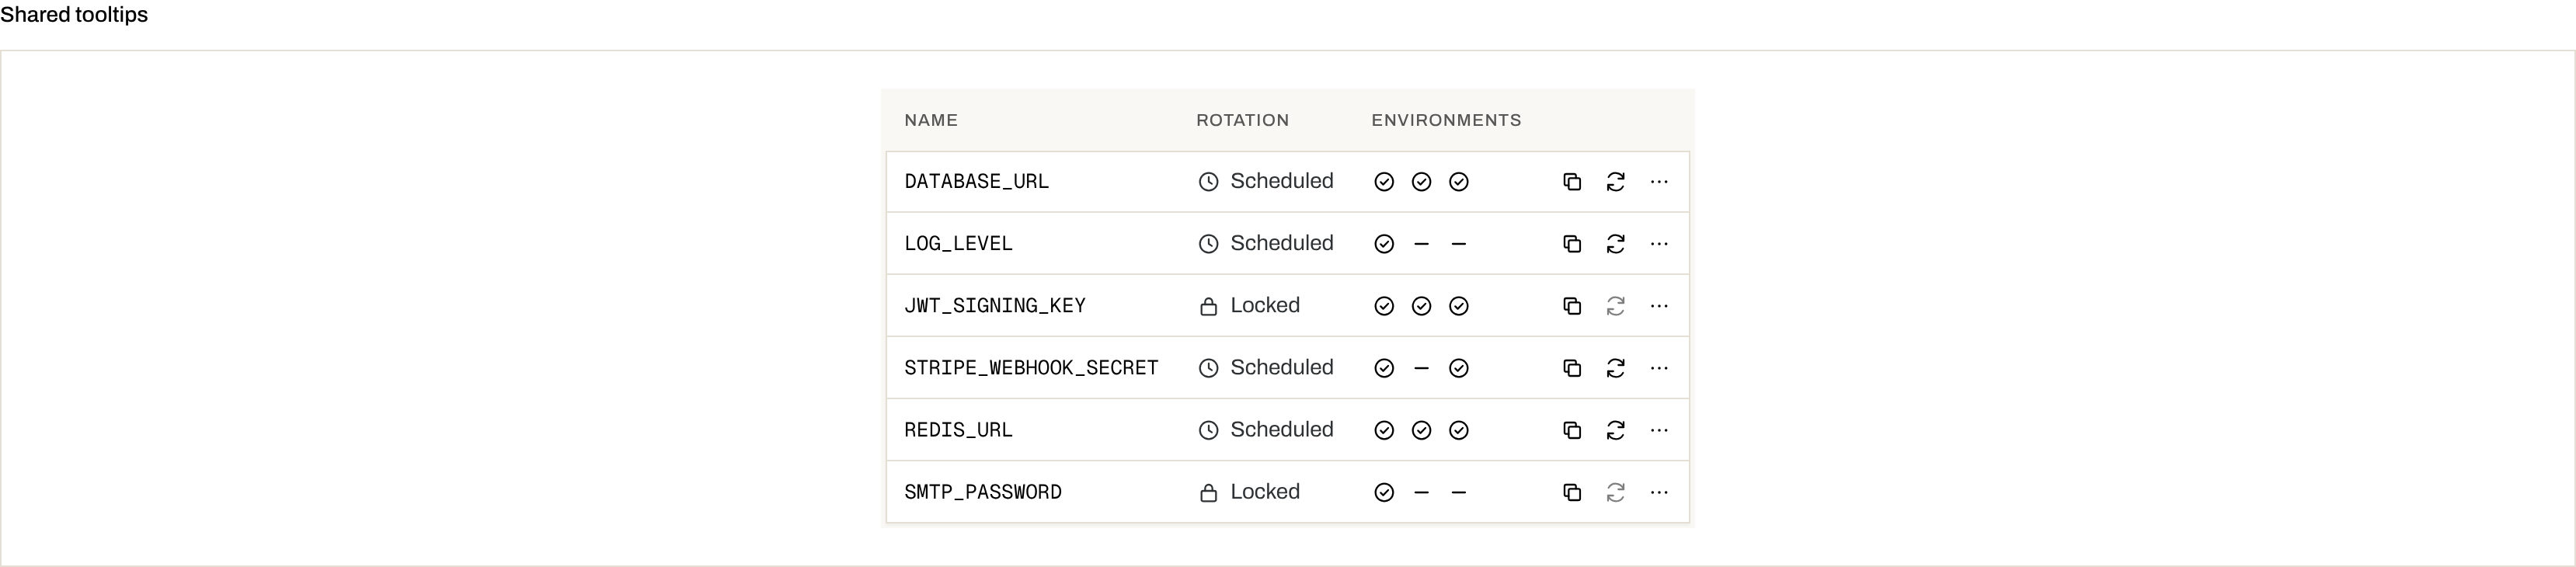 Shared tooltips
NAME ROTATION ENVIRONMENTS
DATABASE_URL Scheduled
LOG_LEVEL Scheduled
JWT_SIGNING_KEY Locked
STRIPE_WEBHOOK_SECRET Scheduled
REDIS_URL Scheduled
SMTP_PASSWORD Locked